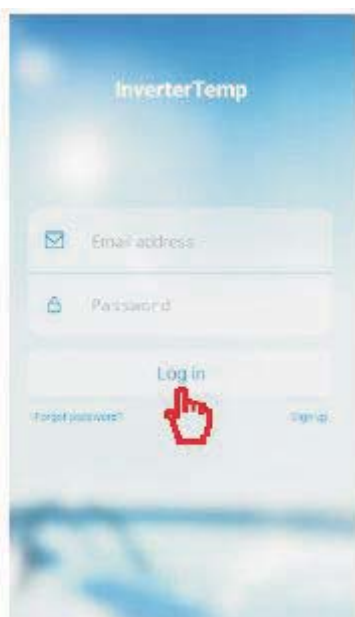 InverterTemp
Email address
Password
Log in
Forgot password?
Sign up